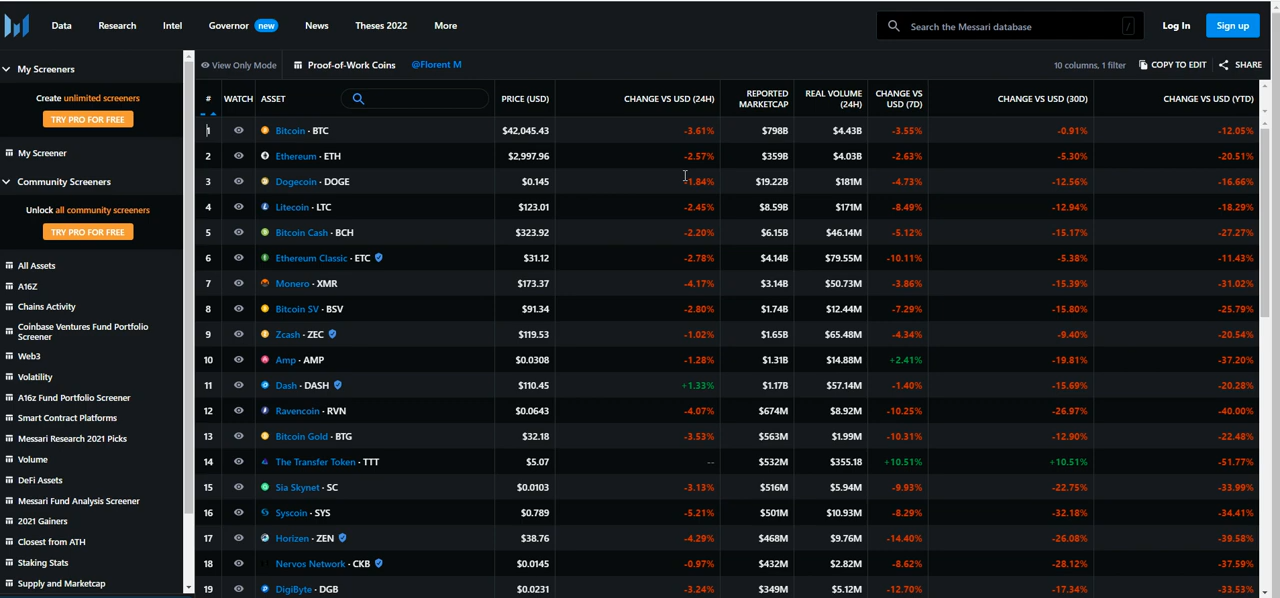 Data Research Intel Governor new News Theses 2022 More Search the Messari database / Log In Sign up
My Screeners
Create unlimited screeners
TRY PRO FOR FREE
My Screener
Community Screeners
Unlock all community screeners
TRY PRO FOR FREE
All Assets
A16Z
Chains Activity
Coinbase Ventures Fund Portfolio
Screener
Web3
Volatility
A16z Fund Portfolio Screener
Smart Contract Platforms
Messari Research 2021 Picks
Volume
DeFi Assets
Messari Fund Analysis Screener
2021 Gainers
Closest from ATH
Staking Stats
Supply and Marketcap
View Only Mode Proof-of-Work Coins @Florent M 10 columns, 1 filter COPY TO EDIT SHARE
# WATCH ASSET PRICE (USD) CHANGE VS USD (24H) REPORTED MARKETCAP REAL VOLUME (24H) CHANGE VS USD (7D) CHANGE VS USD (30D) CHANGE VS USD (YTD)
1 Bitcoin · BTC $42,045.43 -3.61% $798B $4.43B -3.55% -0.91% -12.05%
2 Ethereum · ETH $2,997.96 -2.57% $359B $4.03B -2.63% -5.30% -20.51%
3 Dogecoin · DOGE $0.145 -1.84% $19.22B $181M -4.73% -12.56% -16.66%
4 Litecoin · LTC $123.01 -2.45% $8.59B $171M -8.49% -12.94% -18.29%
5 Bitcoin Cash · BCH $323.92 -2.20% $6.15B $46.14M -5.12% -15.17% -27.27%
6 Ethereum Classic · ETC $31.12 -2.78% $4.14B $79.55M -10.11% -5.38% -11.43%
7 Monero · XMR $173.37 -4.17% $3.14B $50.73M -3.86% -15.39% -31.02%
8 Bitcoin SV · BSV $91.34 -2.80% $1.74B $12.44M -7.29% -15.80% -25.79%
9 Zcash · ZEC $119.53 -1.02% $1.65B $65.48M -4.34% -9.40% -20.54%
10 Amp · AMP $0.0308 -1.28% $1.31B $14.88M +2.41% -19.81% -37.20%
11 Dash · DASH $110.45 +1.33% $1.17B $57.14M -1.40% -15.69% -20.28%
12 Ravencoin · RVN $0.0643 -4.07% $674M $8.92M -10.25% -26.97% -40.00%
13 Bitcoin Gold · BTG $32.18 -3.53% $563M $1.99M -10.31% -12.90% -22.48%
14 The Transfer Token · TTT $5.07 -- $532M $355.18 +10.51% +10.51% -51.77%
15 Sia Skynet · SC $0.0103 -3.13% $516M $5.94M -9.93% -22.75% -33.99%
16 Syscoin · SYS $0.789 -5.21% $501M $10.93M -8.29% -32.18% -34.41%
17 Horizen · ZEN $38.76 -4.29% $468M $9.76M -14.40% -26.08% -39.58%
18 Nervos Network · CKB $0.0145 -0.97% $432M $2.82M -8.62% -28.12% -37.59%
19 DigiByte · DGB $0.0231 -3.24% $349M $5.12M -12.70% -17.34% -33.53%